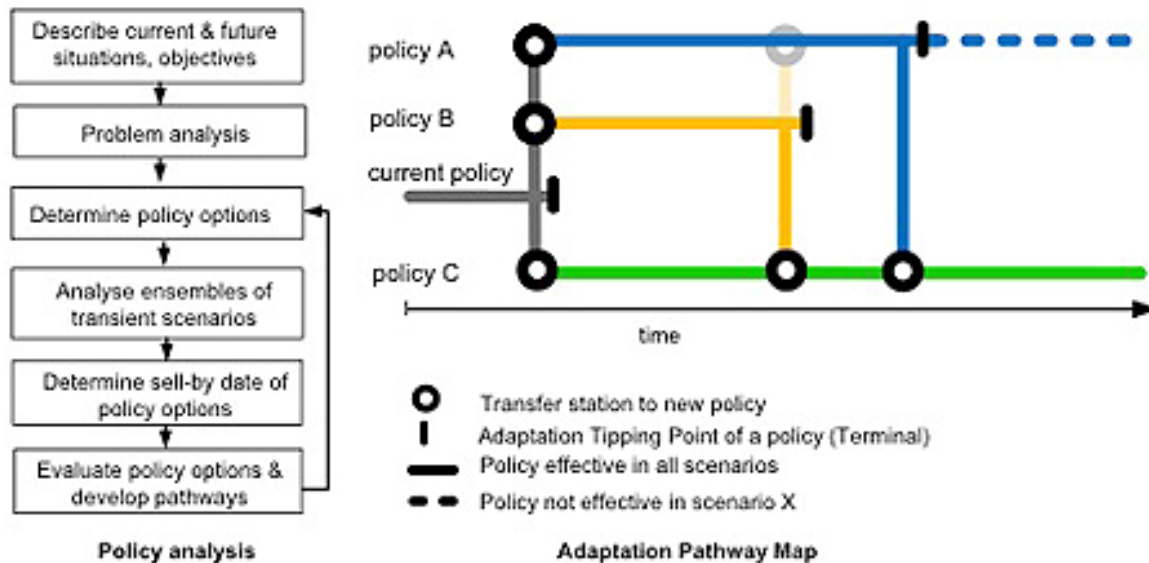 Describe current & future
situations, objectives
Problem analysis
Determine policy options
Analyse ensembles of
transient scenarios
Determine sell-by date of
policy options
Evaluate policy options &
develop pathways
Policy analysis
policy A
policy B
current policy
policy C
time
Transfer station to new policy
Adaptation Tipping Point of a policy (Terminal)
Policy effective in all scenarios
Policy not effective in scenario X
Adaptation Pathway Map